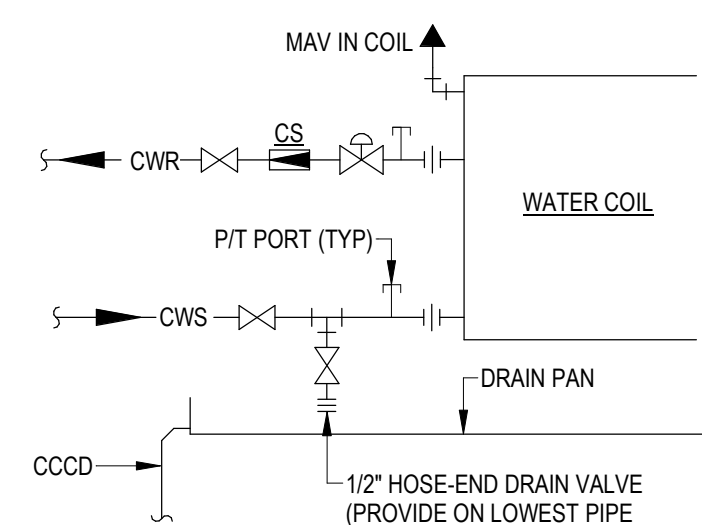 MAV IN COIL
CS
CWR
WATER COIL
P/T PORT (TYP)
CWS
DRAIN PAN
CCCD
1/2" HOSE-END DRAIN VALVE
(PROVIDE ON LOWEST PIPE